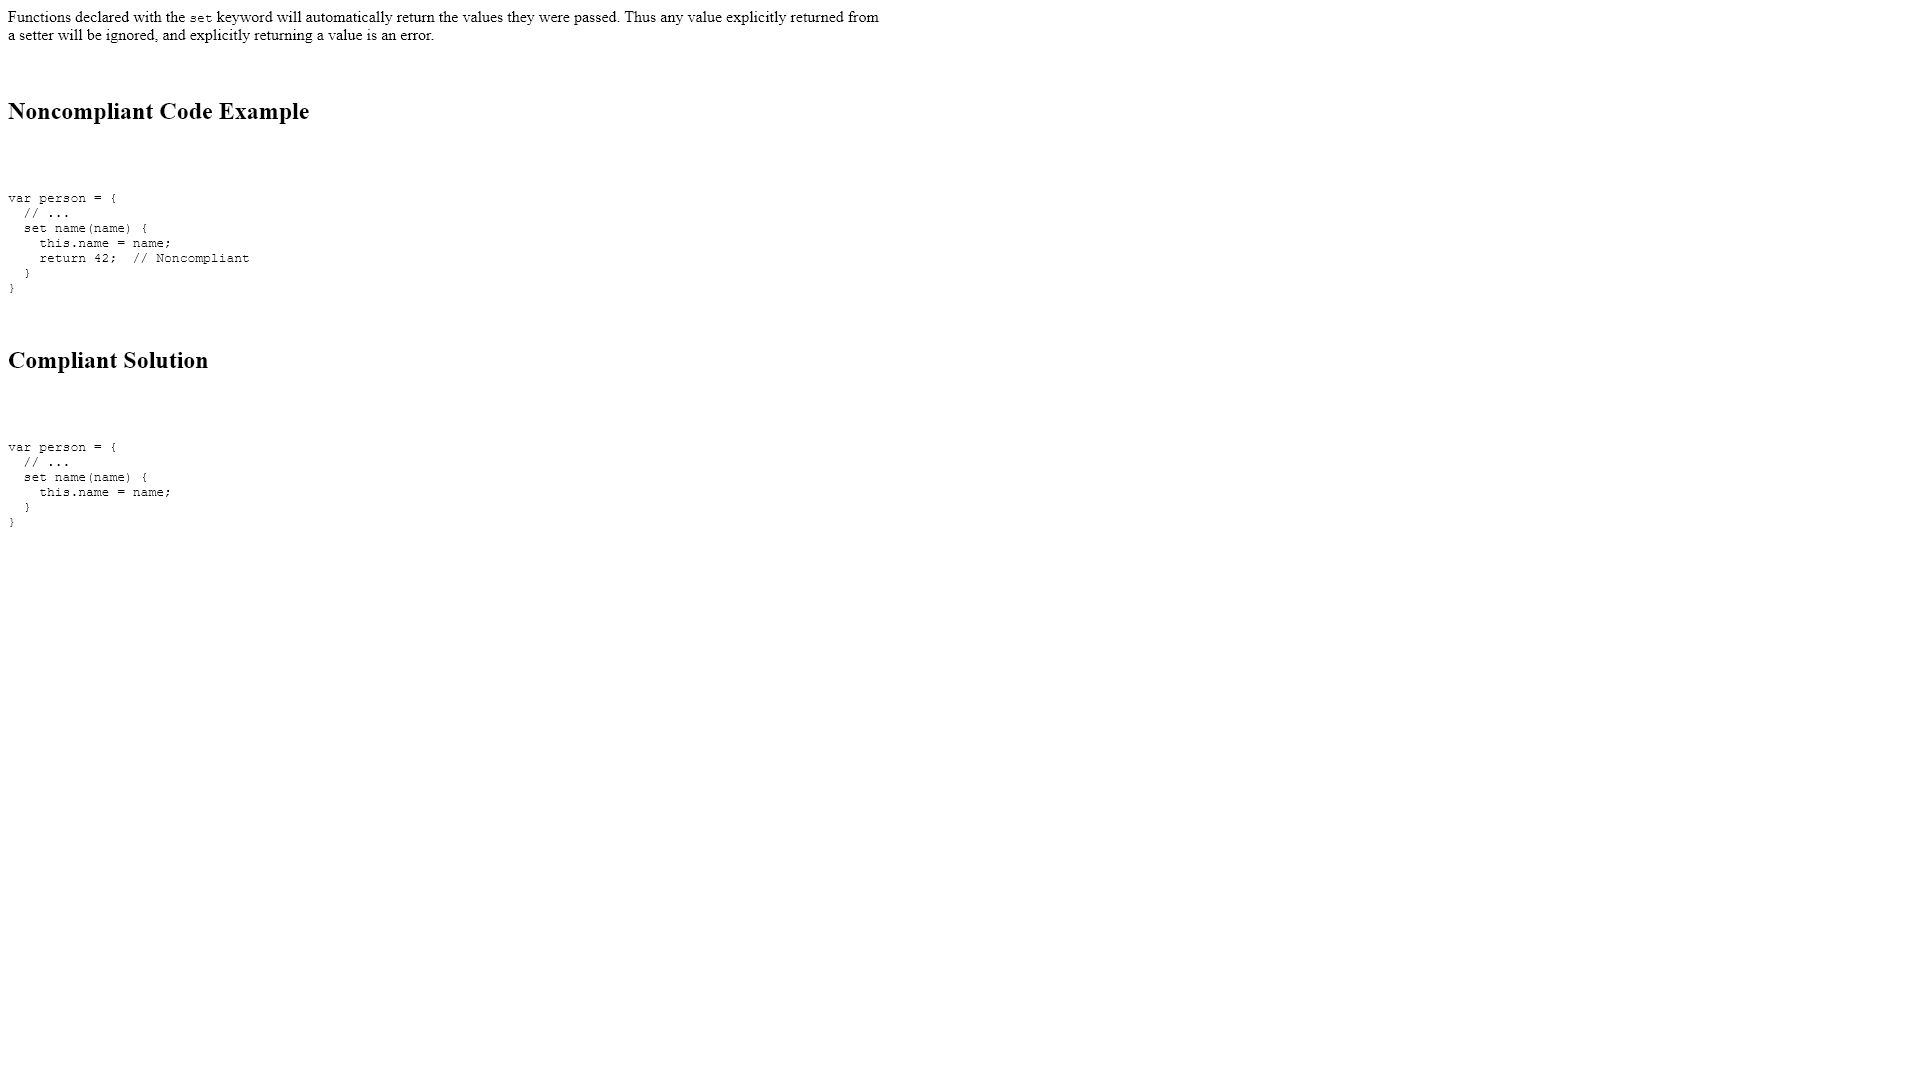 Functions declared with the set keyword will automatically return the values they were passed. Thus any value explicitly returned from
a setter will be ignored, and explicitly returning a value is an error.
Noncompliant Code Example
var person = {
  // ...
  set name(name) {
    this.name = name;
    return 42;  // Noncompliant
  }
}
Compliant Solution
var person = {
  // ...
  set name(name) {
    this.name = name;
  }
}